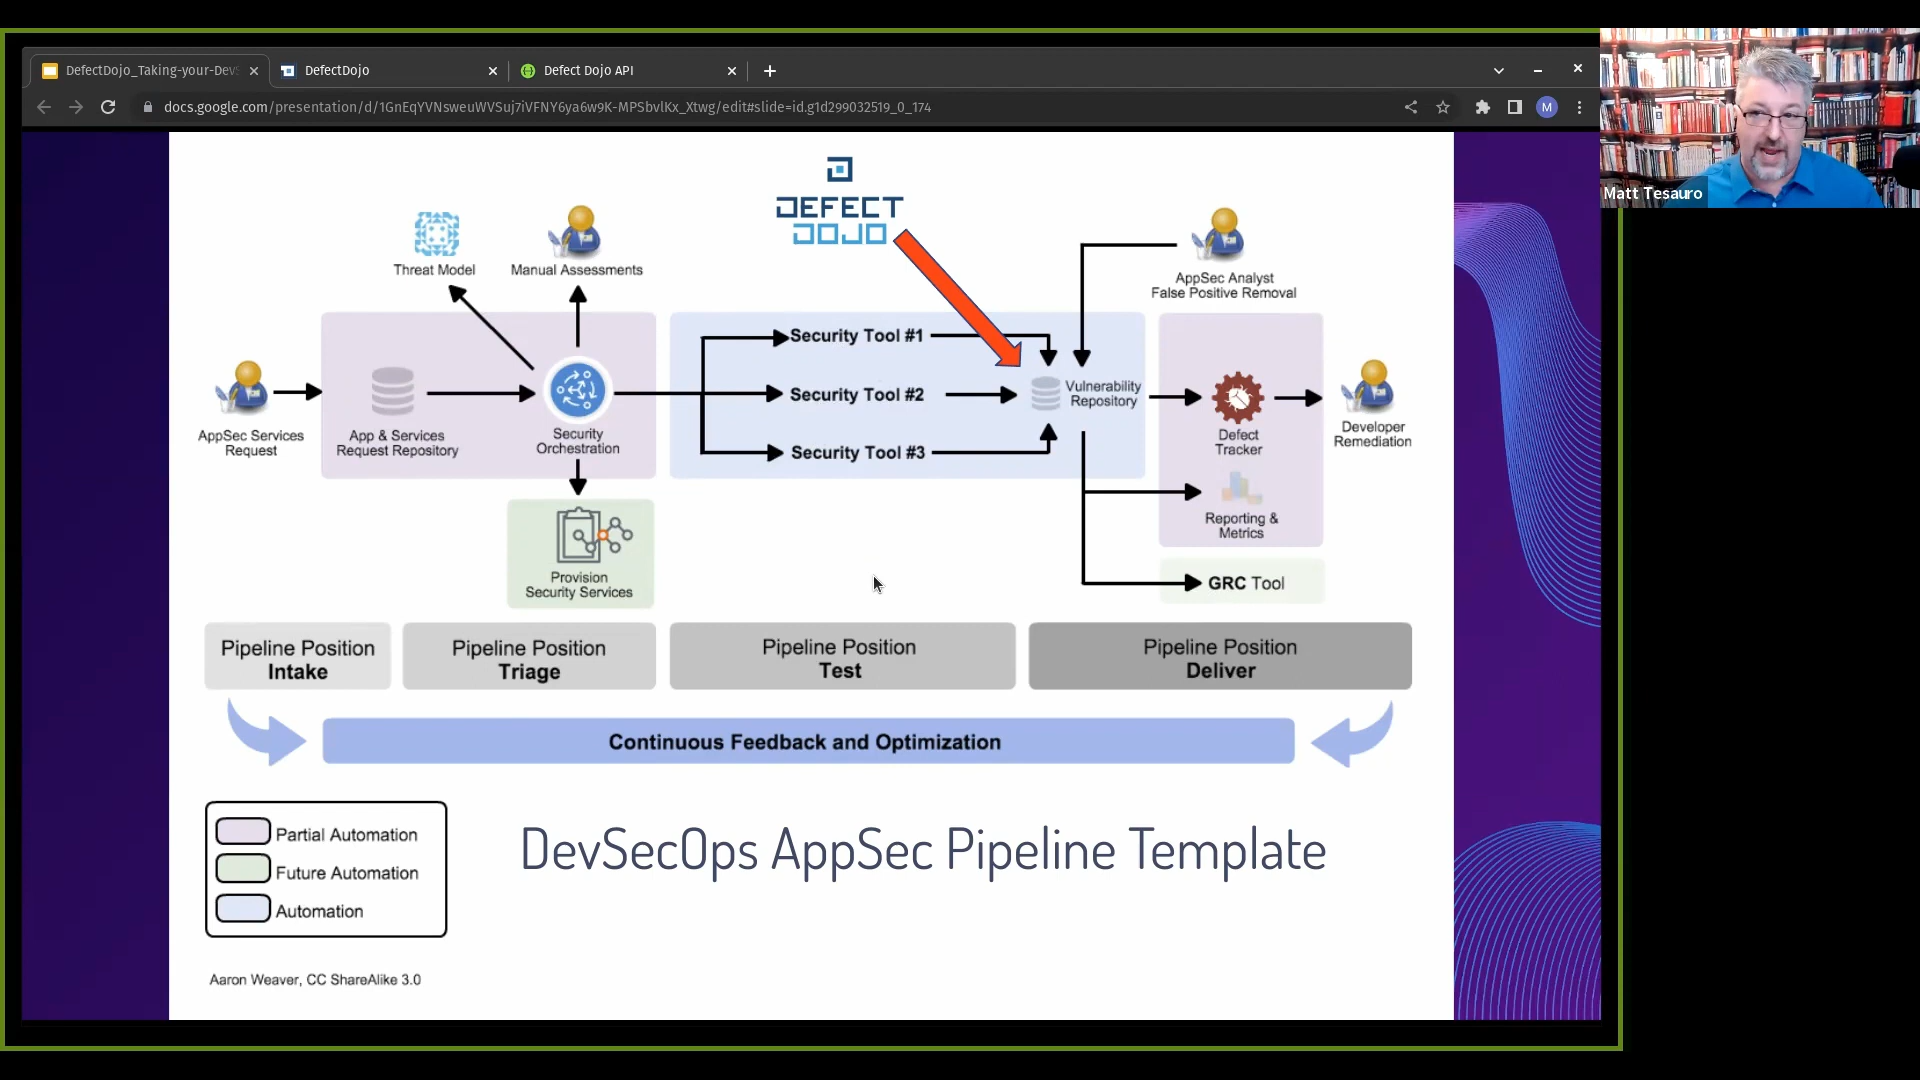 DefectDojo_Taking-your-Dev
DefectDojo
Defect Dojo API
docs.google.com/presentation/d/1GnEqYVNsweuWVSuj7iVFNY6ya6w9K-MPSbvlKx_Xtwg/edit#slide=id.g1d299032519_0_174
M
Matt Tesauro
DEFECT
DOJO
Threat Model
Manual Assessments
AppSec Analyst
False Positive Removal
Security Tool #1
Security Tool #2
Security Tool #3
Vulnerability
Repository
AppSec Services
Request
App & Services
Request Repository
Security
Orchestration
Defect
Tracker
Developer
Remediation
Reporting &
Metrics
Provision
Security Services
GRC Tool
Pipeline Position
Intake
Pipeline Position
Triage
Pipeline Position
Test
Pipeline Position
Deliver
Continuous Feedback and Optimization
Partial Automation
Future Automation
Automation
DevSecOps AppSec Pipeline Template
Aaron Weaver, CC ShareAlike 3.0